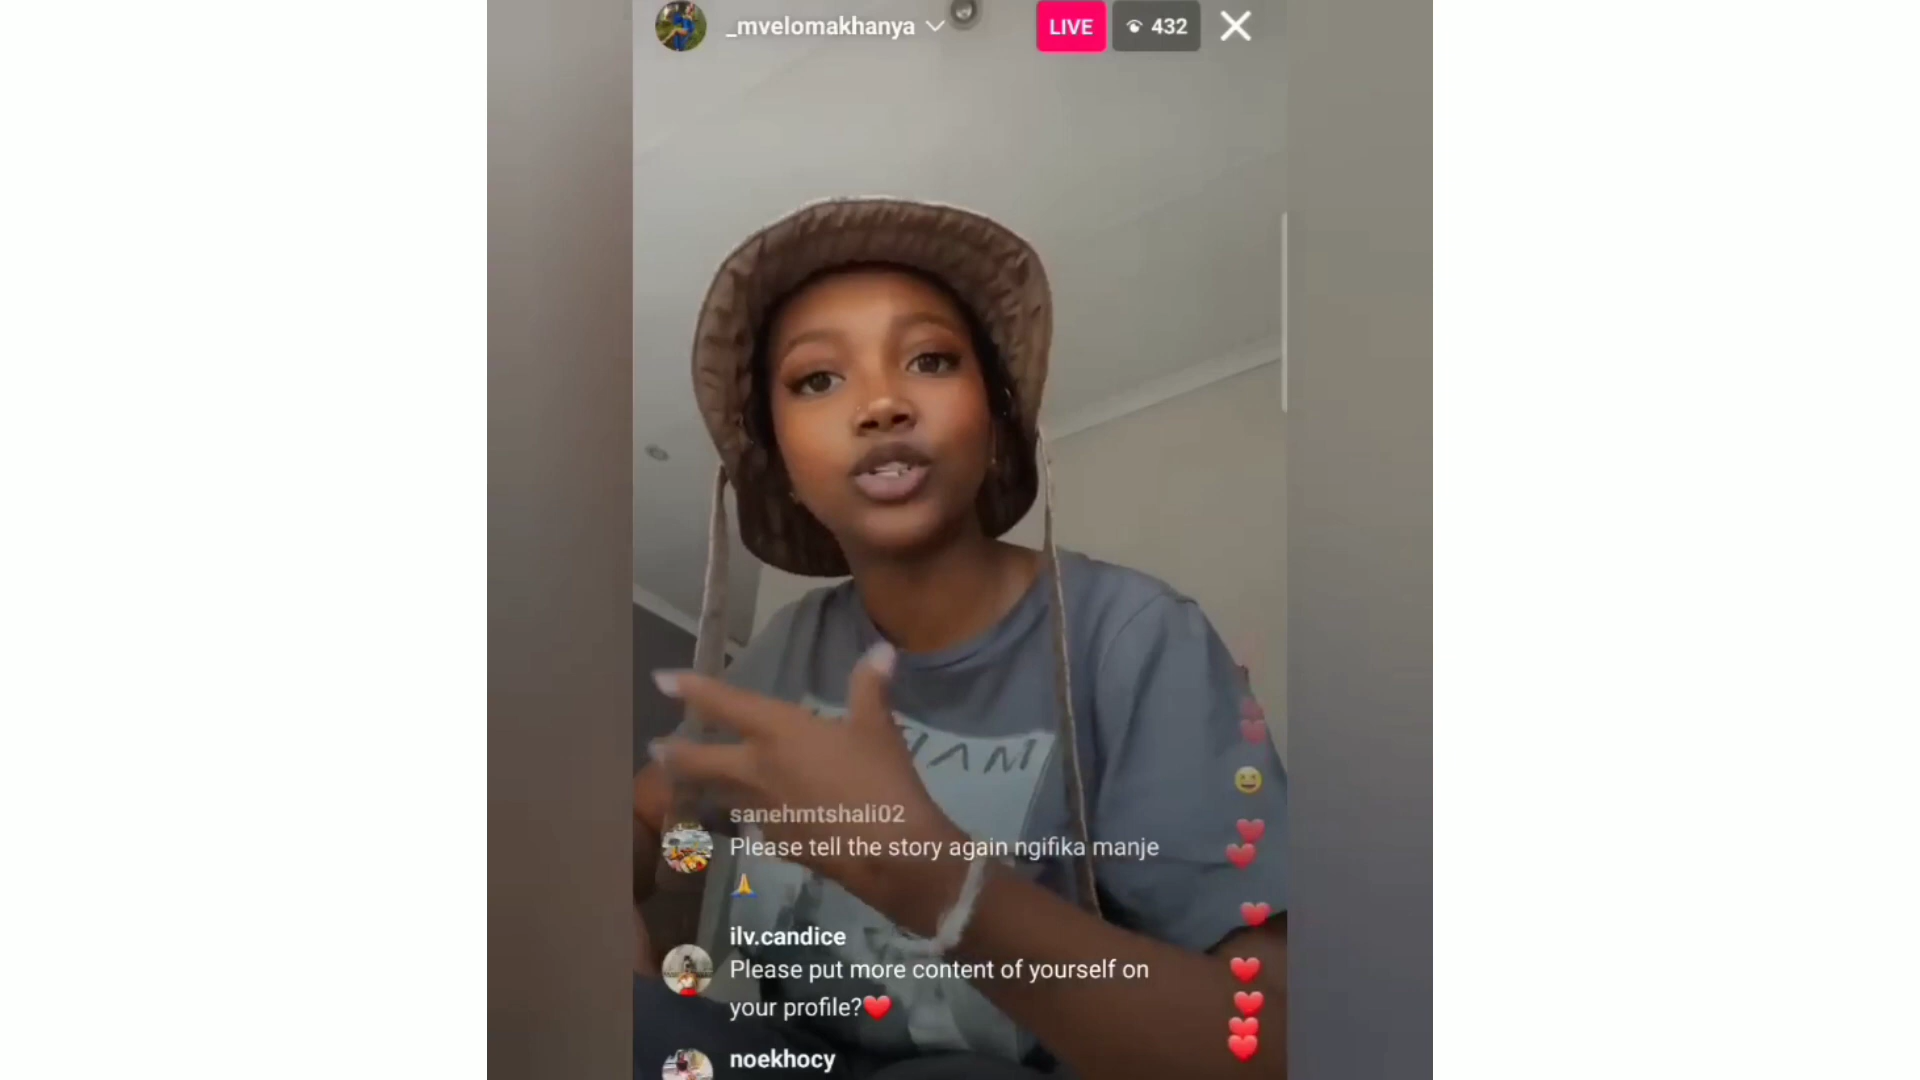 _mvelomakhanya
LIVE
432
HAM
sanehmtshali02
Please tell the story again ngifika manje
🙏
ilv.candice
Please put more content of yourself on
your profile?❤️
noekhocy